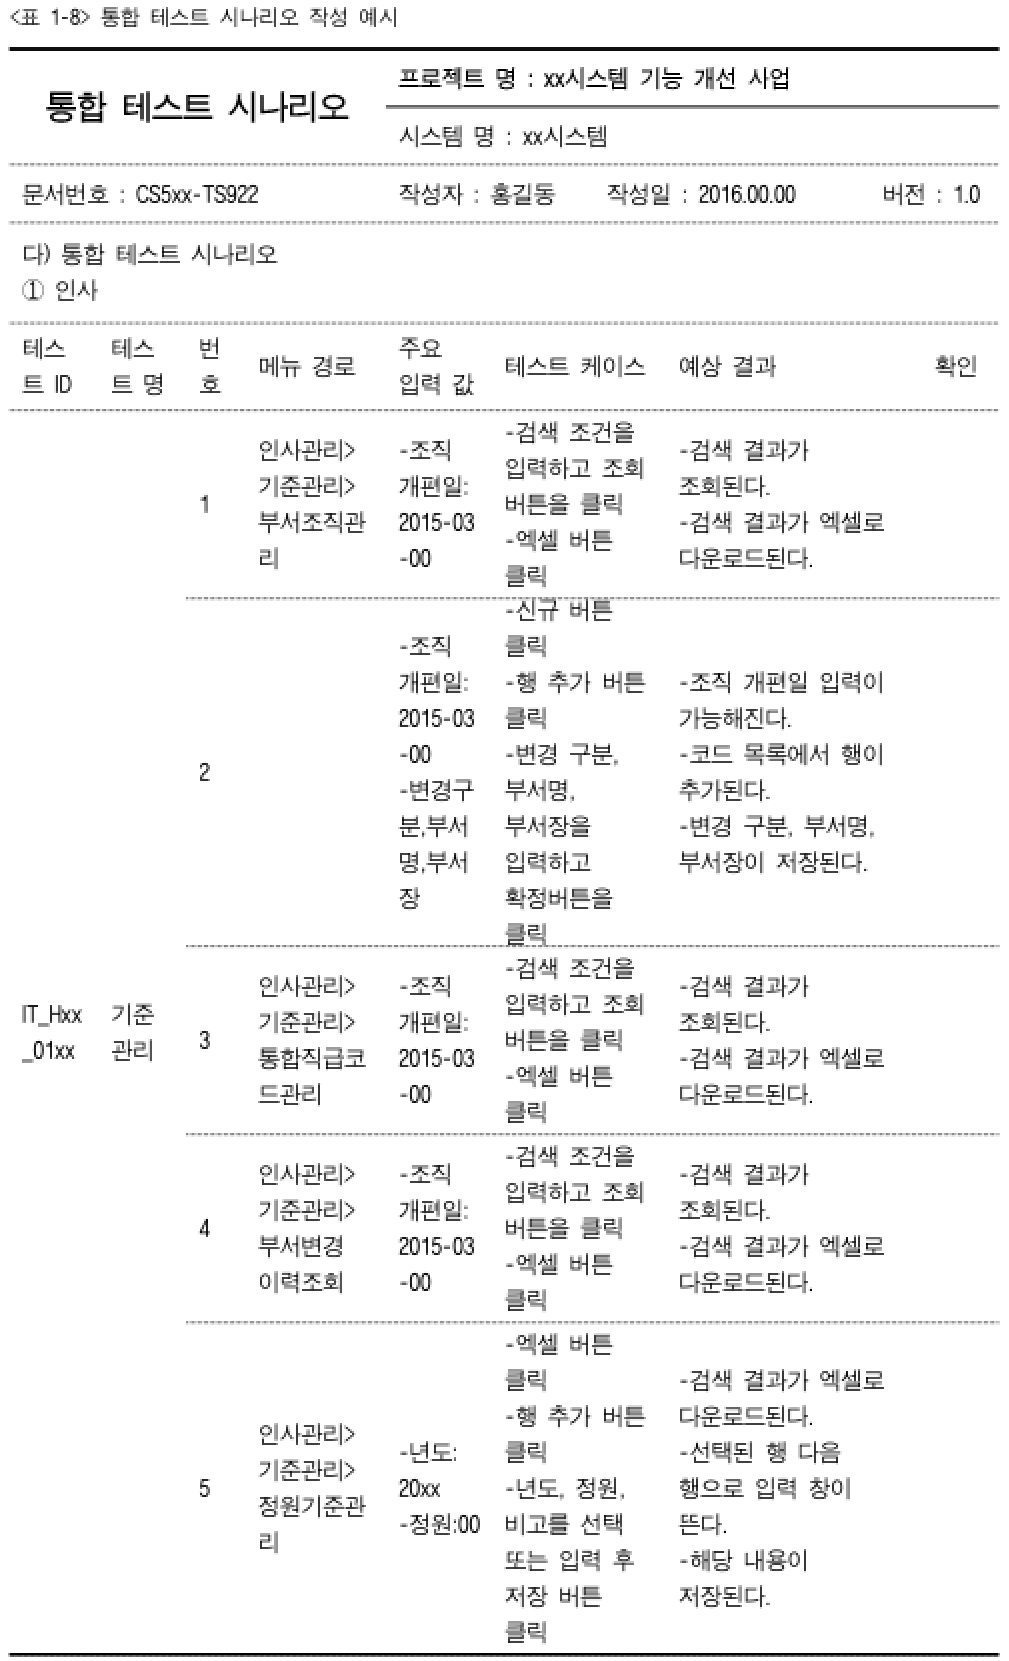 <표 1-8> 통합 테스트 시나리오 작성 예시
통합 테스트 시나리오
프로젝트 명 : xx시스템 기능 개선 사업
시스템 명 : xx시스템
문서번호 : CS5xx-TS922 작성자 : 홍길동 작성일 : 2016.00.00 버전 : 1.0
다) 통합 테스트 시나리오
① 인사
테스
트 ID
테스
트 명
번
호
메뉴 경로
주요
입력 값
테스트 케이스
예상 결과
확인
IT_Hxx
_01xx
기준
관리
1
인사관리>
기준관리>
부서조직관
리
-조직
개편일:
2015-03
-00
-검색 조건을
입력하고 조회
버튼을 클릭
-엑셀 버튼
클릭
-검색 결과가
조회된다.
-검색 결과가 엑셀로
다운로드된다.
2
-조직
개편일:
2015-03
-00
-변경구
분,부서
명,부서
장
-신규 버튼
클릭
-행 추가 버튼
클릭
-변경 구분,
부서명,
부서장을
입력하고
확정버튼을
클릭
-조직 개편일 입력이
가능해진다.
-코드 목록에서 행이
추가된다.
-변경 구분, 부서명,
부서장이 저장된다.
3
인사관리>
기준관리>
통합직급코
드관리
-조직
개편일:
2015-03
-00
-검색 조건을
입력하고 조회
버튼을 클릭
-엑셀 버튼
클릭
-검색 결과가
조회된다.
-검색 결과가 엑셀로
다운로드된다.
4
인사관리>
기준관리>
부서변경
이력조회
-조직
개편일:
2015-03
-00
-검색 조건을
입력하고 조회
버튼을 클릭
-엑셀 버튼
클릭
-검색 결과가
조회된다.
-검색 결과가 엑셀로
다운로드된다.
5
인사관리>
기준관리>
정원기준관
리
-년도:
20xx
-정원:00
-엑셀 버튼
클릭
-행 추가 버튼
클릭
-년도, 정원,
비고를 선택
또는 입력 후
저장 버튼
클릭
-검색 결과가 엑셀로
다운로드된다.
-선택된 행 다음
행으로 입력 창이
뜬다.
-해당 내용이
저장된다.